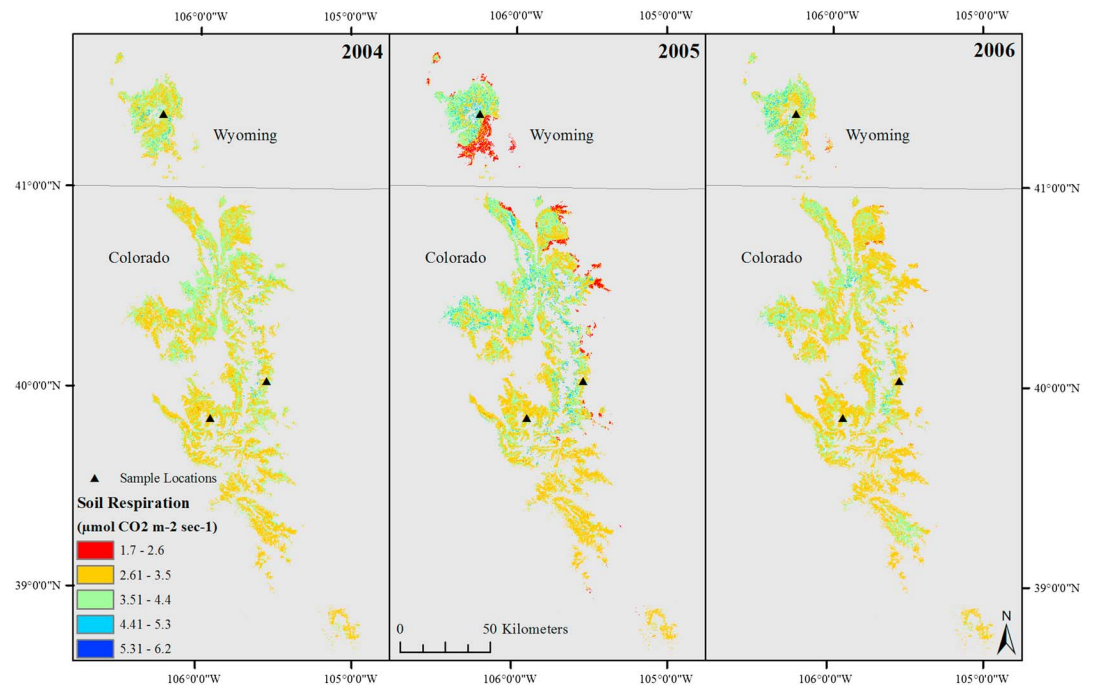 106°0'0"W 105°0'0"W 106°0'0"W 105°0'0"W 106°0'0"W 105°0'0"W
2004 2005 2006
Wyoming Wyoming Wyoming
41°0'0"N 41°0'0"N
Colorado Colorado Colorado
40°0'0"N 40°0'0"N
Sample Locations
Soil Respiration
(µmol CO2 m-2 sec-1)
1.7 - 2.6
2.61 - 3.5
3.51 - 4.4
4.41 - 5.3
5.31 - 6.2
39°0'0"N 39°0'0"N
0 50 Kilometers
N
106°0'0"W 105°0'0"W 106°0'0"W 105°0'0"W 106°0'0"W 105°0'0"W